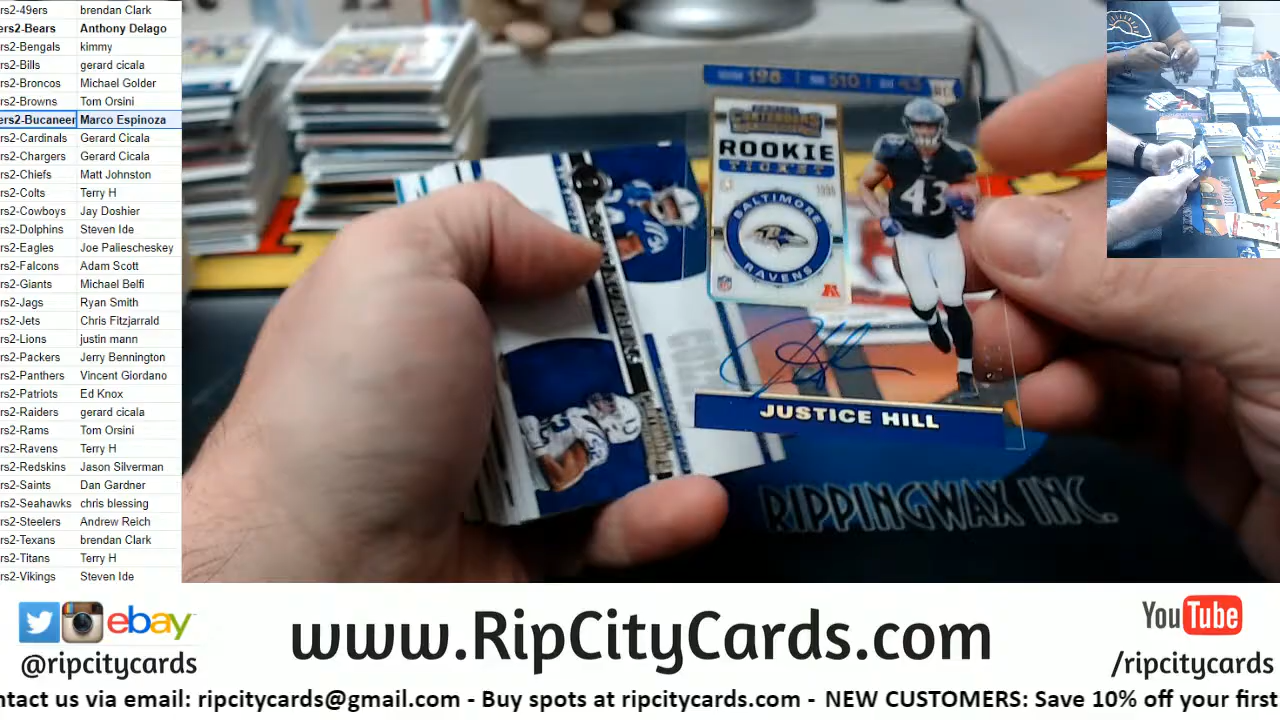 rs2-49ers brendan Clark
ers2-Bears Anthony Delago
rs2-Bengals kimmy
rs2-Bills gerard cicala
rs2-Broncos Michael Golder
rs2-Browns Tom Orsini
ers2-Bucaneer Marco Espinoza
rs2-Cardinals Gerard Cicala
rs2-Chargers Gerard Cicala
rs2-Chiefs Matt Johnston
rs2-Colts Terry H
rs2-Cowboys Jay Doshier
rs2-Dolphins Steven Ide
rs2-Eagles Joe Paliescheskey
rs2-Falcons Adam Scott
rs2-Giants Michael Belfi
rs2-Jags Ryan Smith
rs2-Jets Chris Fitzjarrald
rs2-Lions justin mann
rs2-Packers Jerry Bennington
rs2-Panthers Vincent Giordano
rs2-Patriots Ed Knox
rs2-Raiders gerard cicala
rs2-Rams Tom Orsini
rs2-Ravens Terry H
rs2-Redskins Jason Silverman
rs2-Saints Dan Gardner
rs2-Seahawks chris blessing
rs2-Steelers Andrew Reich
rs2-Texans brendan Clark
rs2-Titans Terry H
rs2-Vikings Steven Ide
198 510
RC
CONTENDERS
ROOKIE
TICKET
BALTIMORE
RAVENS
43
JUSTICE HILL
RIPPINGWAX INC.
ebay
@ripcitycards
www.RipCityCards.com
YouTube
/ripcitycards
ntact us via email: ripcitycards@gmail.com - Buy spots at ripcitycards.com - NEW CUSTOMERS: Save 10% off your first